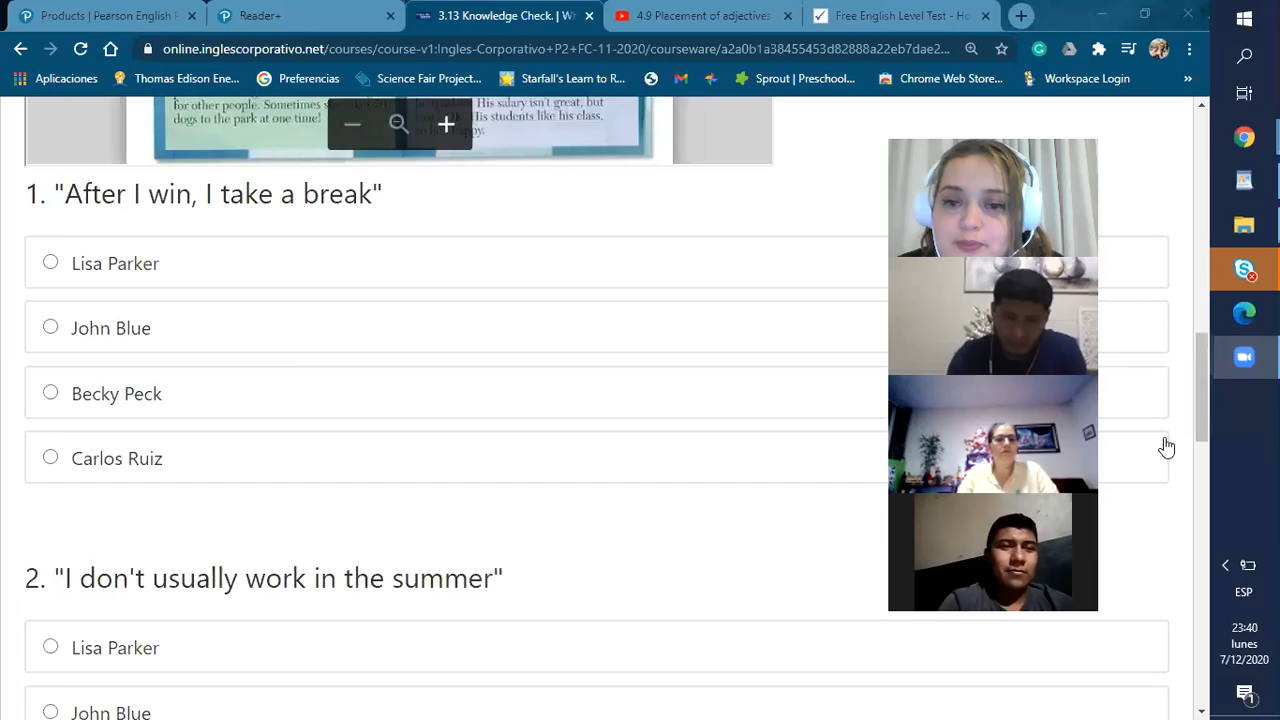 Products | Pearson English P
Reader+
3.13 Knowledge Check. | W
4.9 Placement of adjectives
Free English Level Test - Ho
online.inglescorporativo.net/courses/course-v1:Ingles-Corporativo+P2+FC-11-2020/courseware/a2a0b1a38455453d82888a22eb7dae2...
Aplicaciones
Thomas Edison Ene...
Preferencias
Science Fair Project...
Starfall's Learn to R...
Sprout | Preschool...
Chrome Web Store...
Workspace Login
»
for other people. Sometimes
dogs to the park at one time!
His salary isn't great, but
His students like his class,
1. "After I win, I take a break"
Lisa Parker
John Blue
Becky Peck
Carlos Ruiz
2. "I don't usually work in the summer"
Lisa Parker
John Blue
ESP
23:40
lunes
7/12/2020
1